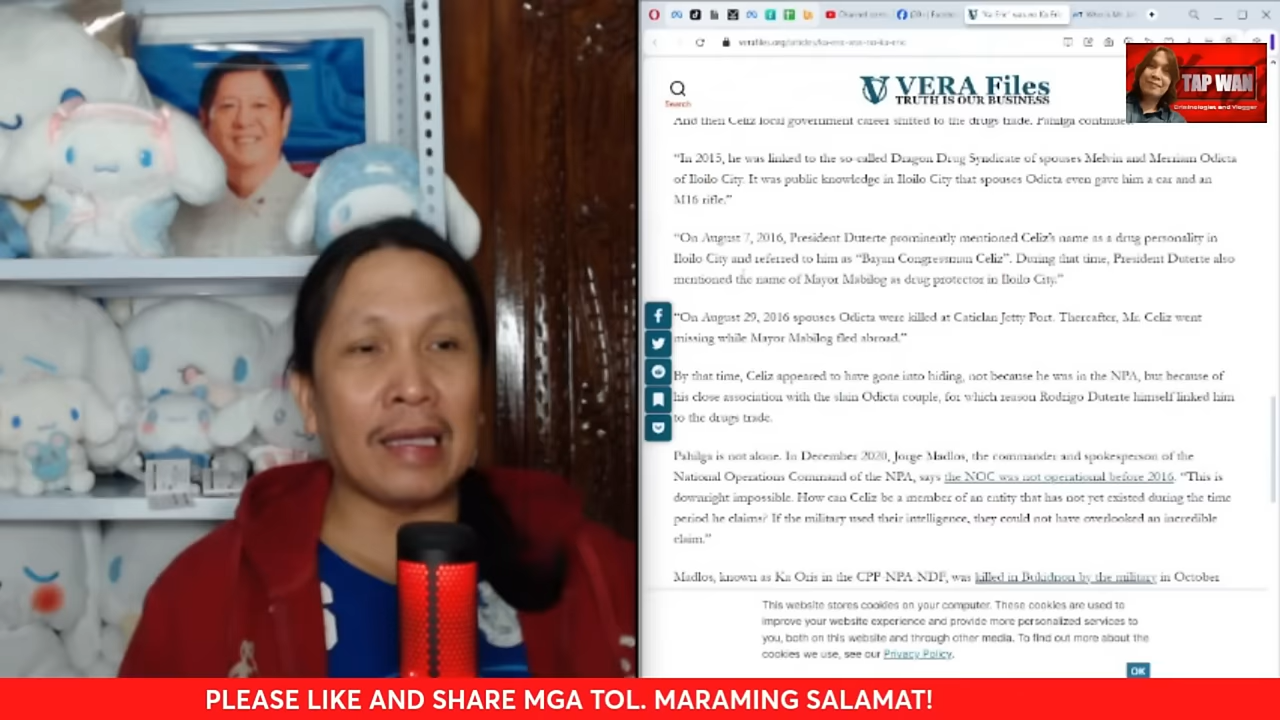 Search
VERA Files
TRUTH IS OUR BUSINESS
TAP WAN
Criminologist and Vlogger
verafiles.org/articles/ka-eric-was-no-ka-eric
And then Celiz local government career shifted to the drugs trade. Pahilga continued
“In 2015, he was linked to the so-called Dragon Drug Syndicate of spouses Melvin and Merriam Odicta
of Iloilo City. It was public knowledge in Iloilo City that spouses Odicta even gave him a car and an
M16 rifle.”
“On August 7, 2016, President Duterte prominently mentioned Celiz’s name as a drug personality in
Iloilo City and referred to him as “Bayan Congressman Celiz”. During that time, President Duterte also
mentioned the name of Mayor Mabilog as drug protector in Iloilo City.”
“On August 29, 2016 spouses Odicta were killed at Caticlan Jetty Port. Thereafter, Mr. Celiz went
missing while Mayor Mabilog fled abroad.”
By that time, Celiz appeared to have gone into hiding, not because he was in the NPA, but because of
his close association with the slain Odicta couple, for which reason Rodrigo Duterte himself linked him
to the drugs trade.
Pahilga is not alone. In December 2020, Jorge Madlos, the commander and spokesperson of the
National Operations Command of the NPA, says the NOC was not operational before 2016. “This is
downright impossible. How can Celiz be a member of an entity that has not yet existed during the time
period he claims? If the military used their intelligence, they could not have overlooked an incredible
claim.”
Madlos, known as Ka Oris in the CPP-NPA-NDF, was killed in Bukidnon by the military in October
This website stores cookies on your computer. These cookies are used to
improve your website experience and provide more personalized services to
you, both on this website and through other media. To find out more about the
cookies we use, see our Privacy Policy.
OK
PLEASE LIKE AND SHARE MGA TOL. MARAMING SALAMAT!